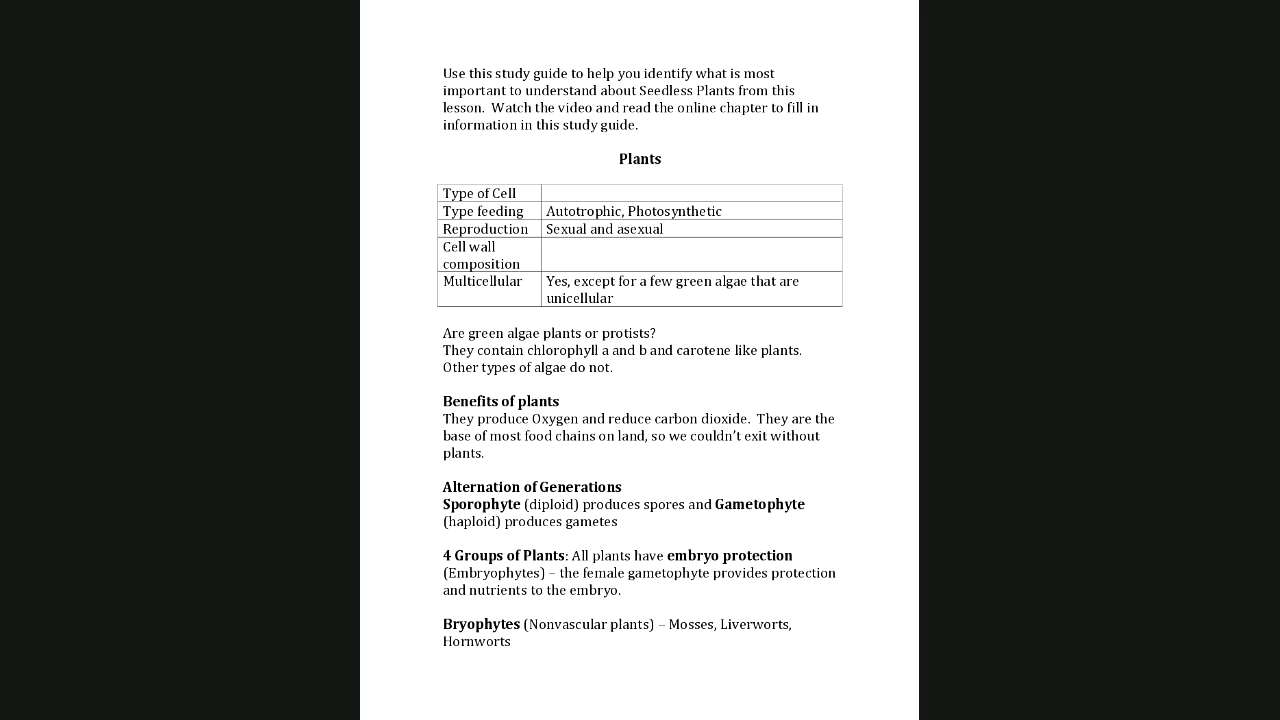 Use this study guide to help you identify what is most
important to understand about Seedless Plants from this
lesson.  Watch the video and read the online chapter to fill in
information in this study guide.
Plants
Type of Cell
Type feeding Autotrophic, Photosynthetic
Reproduction Sexual and asexual
Cell wall
composition
Multicellular Yes, except for a few green algae that are
unicellular
Are green algae plants or protists?
They contain chlorophyll a and b and carotene like plants.
Other types of algae do not.
Benefits of plants
They produce Oxygen and reduce carbon dioxide.  They are the
base of most food chains on land, so we couldn’t exit without
plants.
Alternation of Generations
Sporophyte (diploid) produces spores and Gametophyte
(haploid) produces gametes
4 Groups of Plants: All plants have embryo protection
(Embryophytes) – the female gametophyte provides protection
and nutrients to the embryo.
Bryophytes (Nonvascular plants) – Mosses, Liverworts,
Hornworts